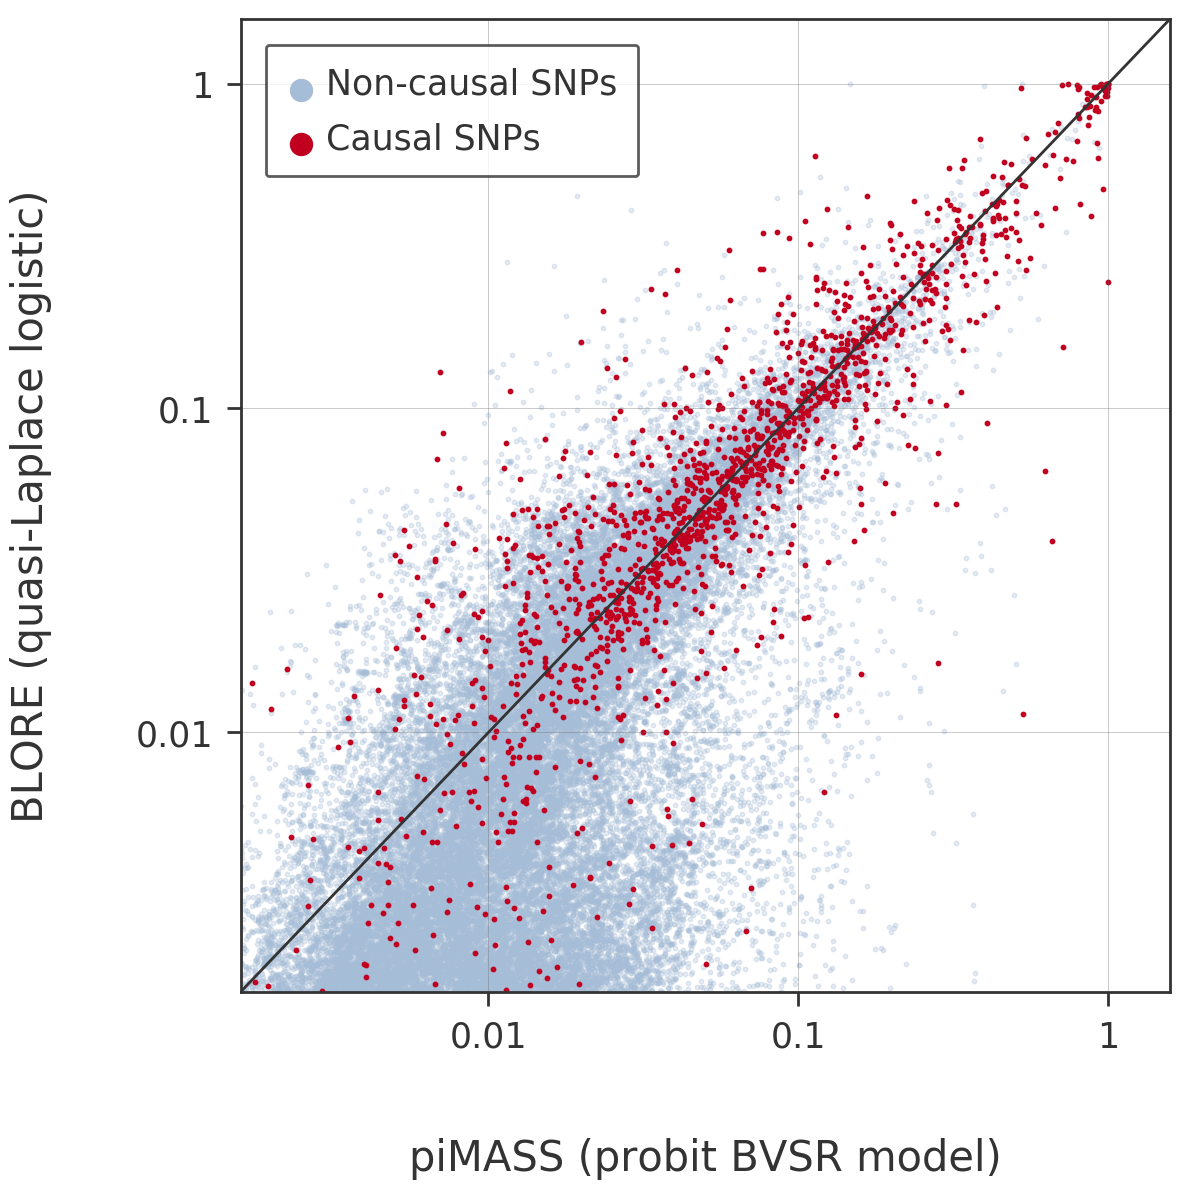 Non-causal SNPs
Causal SNPs
BLORE (quasi-Laplace logistic)
1
0.1
0.01
0.01
0.1
1
piMASS (probit BVSR model)